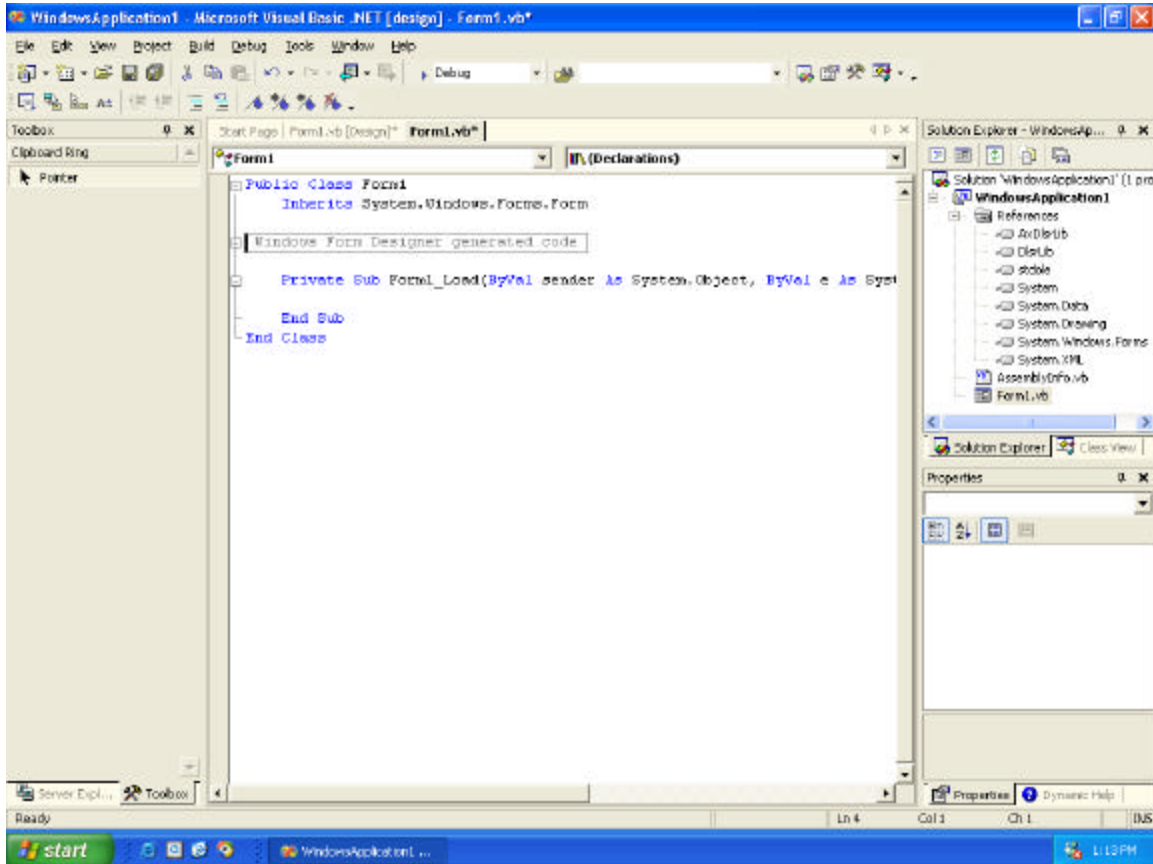 WindowsApplication1 - Microsoft Visual Basic .NET [design] - Form1.vb*
File Edit View Project Build Debug Tools Window Help
Debug
Toolbox
Clipboard Ring
Pointer
Start Page Form1.vb [Design]* Form1.vb*
Form1 (Declarations)
Public Class Form1
Inherits System.Windows.Forms.Form
Windows Form Designer generated code
Private Sub Form1_Load(ByVal sender As System.Object, ByVal e As Syst
End Sub
End Class
Solution Explorer - WindowsAp...
Solution 'WindowsApplication1' (1 pro
WindowsApplication1
References
stdole
System
System.Data
System.Drawing
System.Windows.Forms
System.XML
AssemblyInfo.vb
Form1.vb
Solution Explorer Class View
Properties
Server Expl... Toolbox
Properties Dynamic Help
Ready Ln 4 Col 1 Ch 1 INS
start WindowsApplication1 ... 1:13 PM